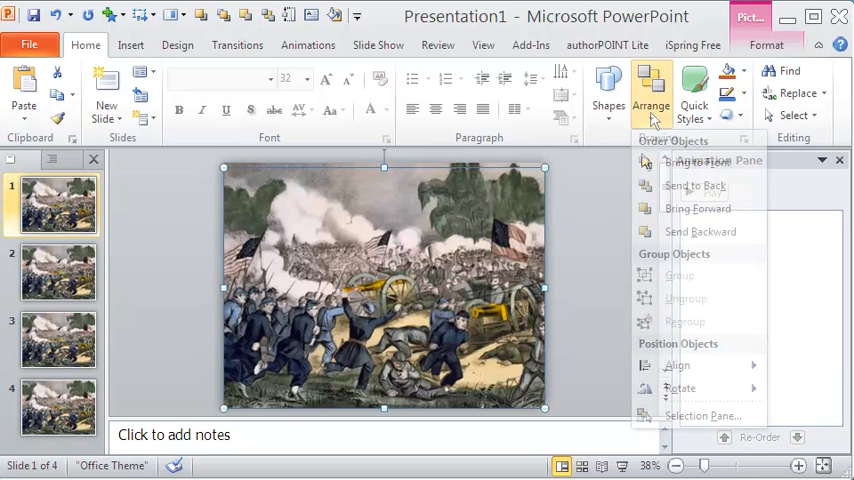 Presentation1 - Microsoft PowerPoint
Pict...
File Home Insert Design Transitions Animations Slide Show Review View Add-Ins authorPOINT Lite iSpring Free Format
Paste
New
Slide
32
Shapes
Arrange
Quick
Styles
Find
Replace
Select
Clipboard Slides Font Paragraph Drawing Editing
Order Objects
Bring to Front
Send to Back
Bring Forward
Send Backward
Group Objects
Group
Ungroup
Regroup
Position Objects
Align
Rotate
Selection Pane...
Animation Pane
Play
Re-Order
1
2
3
4
Click to add notes
Slide 1 of 4 "Office Theme" 38%